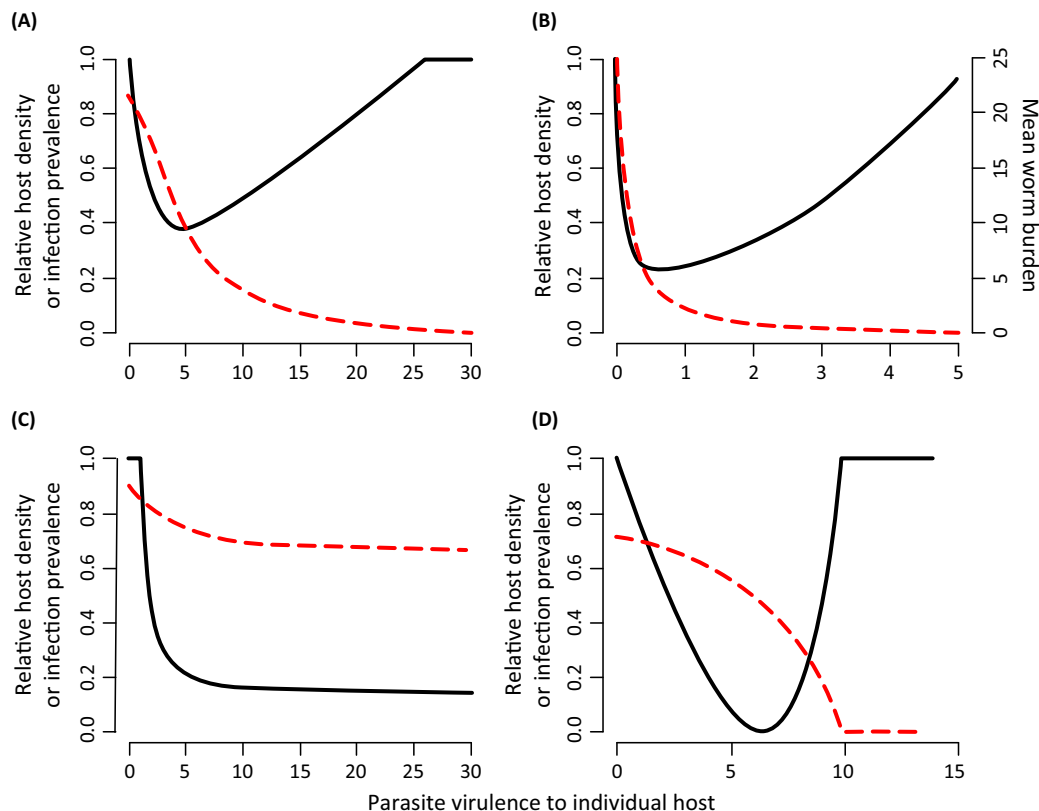 (A)
Relative host density
or infection prevalence
0.0 0.2 0.4 0.6 0.8 1.0
0 5 10 15 20 25 30
(B)
Relative host density
0.0 0.2 0.4 0.6 0.8 1.0
0 1 2 3 4 5
0 5 10 15 20 25
Mean worm burden
(C)
Relative host density
or infection prevalence
0.0 0.2 0.4 0.6 0.8 1.0
0 5 10 15 20 25 30
(D)
Relative host density
or infection prevalence
0.0 0.2 0.4 0.6 0.8 1.0
0 5 10 15
Parasite virulence to individual host